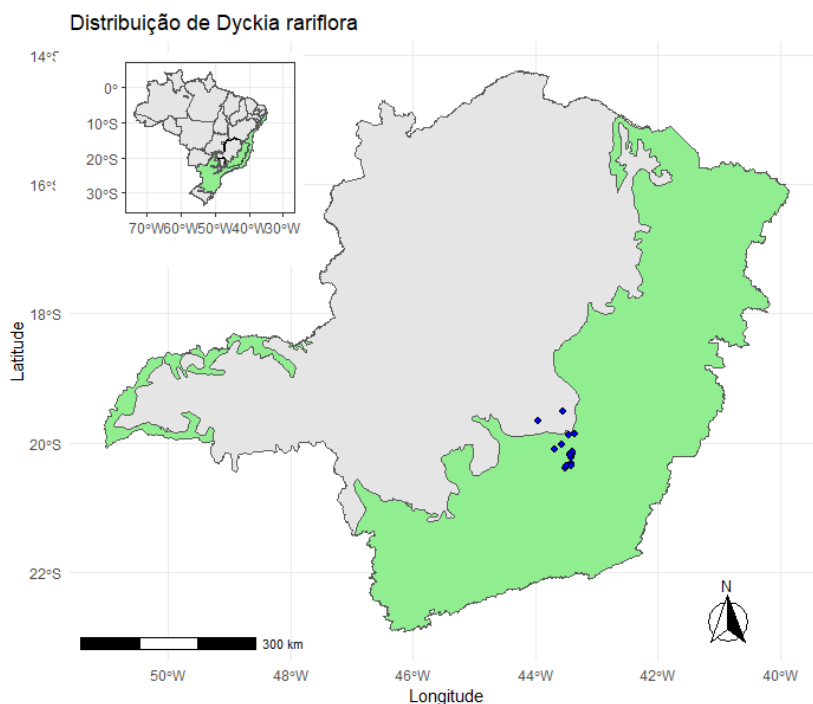 Distribuição de Dyckia rariflora
14°S
0°
10°S
20°S
30°S
70°W60°W50°W40°W30°W
16°S
18°S
20°S
22°S
Latitude
N
300 km
50°W 48°W 46°W 44°W 42°W 40°W
Longitude